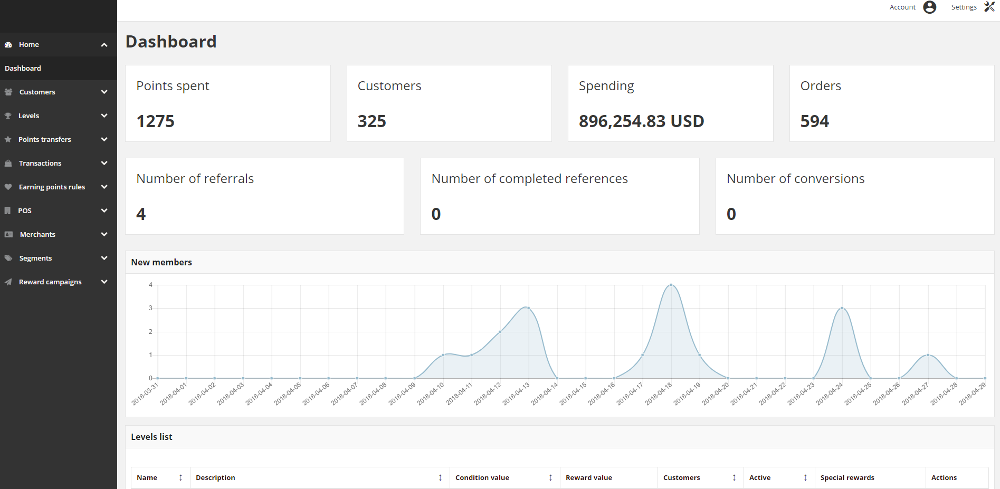 Account
Settings
Home
Dashboard
Customers
Levels
Points transfers
Transactions
Earning points rules
POS
Merchants
Segments
Reward campaigns
Dashboard
Points spent
1275
Customers
325
Spending
896,254.83 USD
Orders
594
Number of referrals
4
Number of completed references
0
Number of conversions
0
New members
4
3
2
1
0
2018-03-31
2018-04-01
2018-04-02
2018-04-03
2018-04-04
2018-04-05
2018-04-06
2018-04-07
2018-04-08
2018-04-09
2018-04-10
2018-04-11
2018-04-12
2018-04-13
2018-04-14
2018-04-15
2018-04-16
2018-04-17
2018-04-18
2018-04-19
2018-04-20
2018-04-21
2018-04-22
2018-04-23
2018-04-24
2018-04-25
2018-04-26
2018-04-27
2018-04-28
2018-04-29
Levels list
Name Description Condition value Reward value Customers Active Special rewards Actions